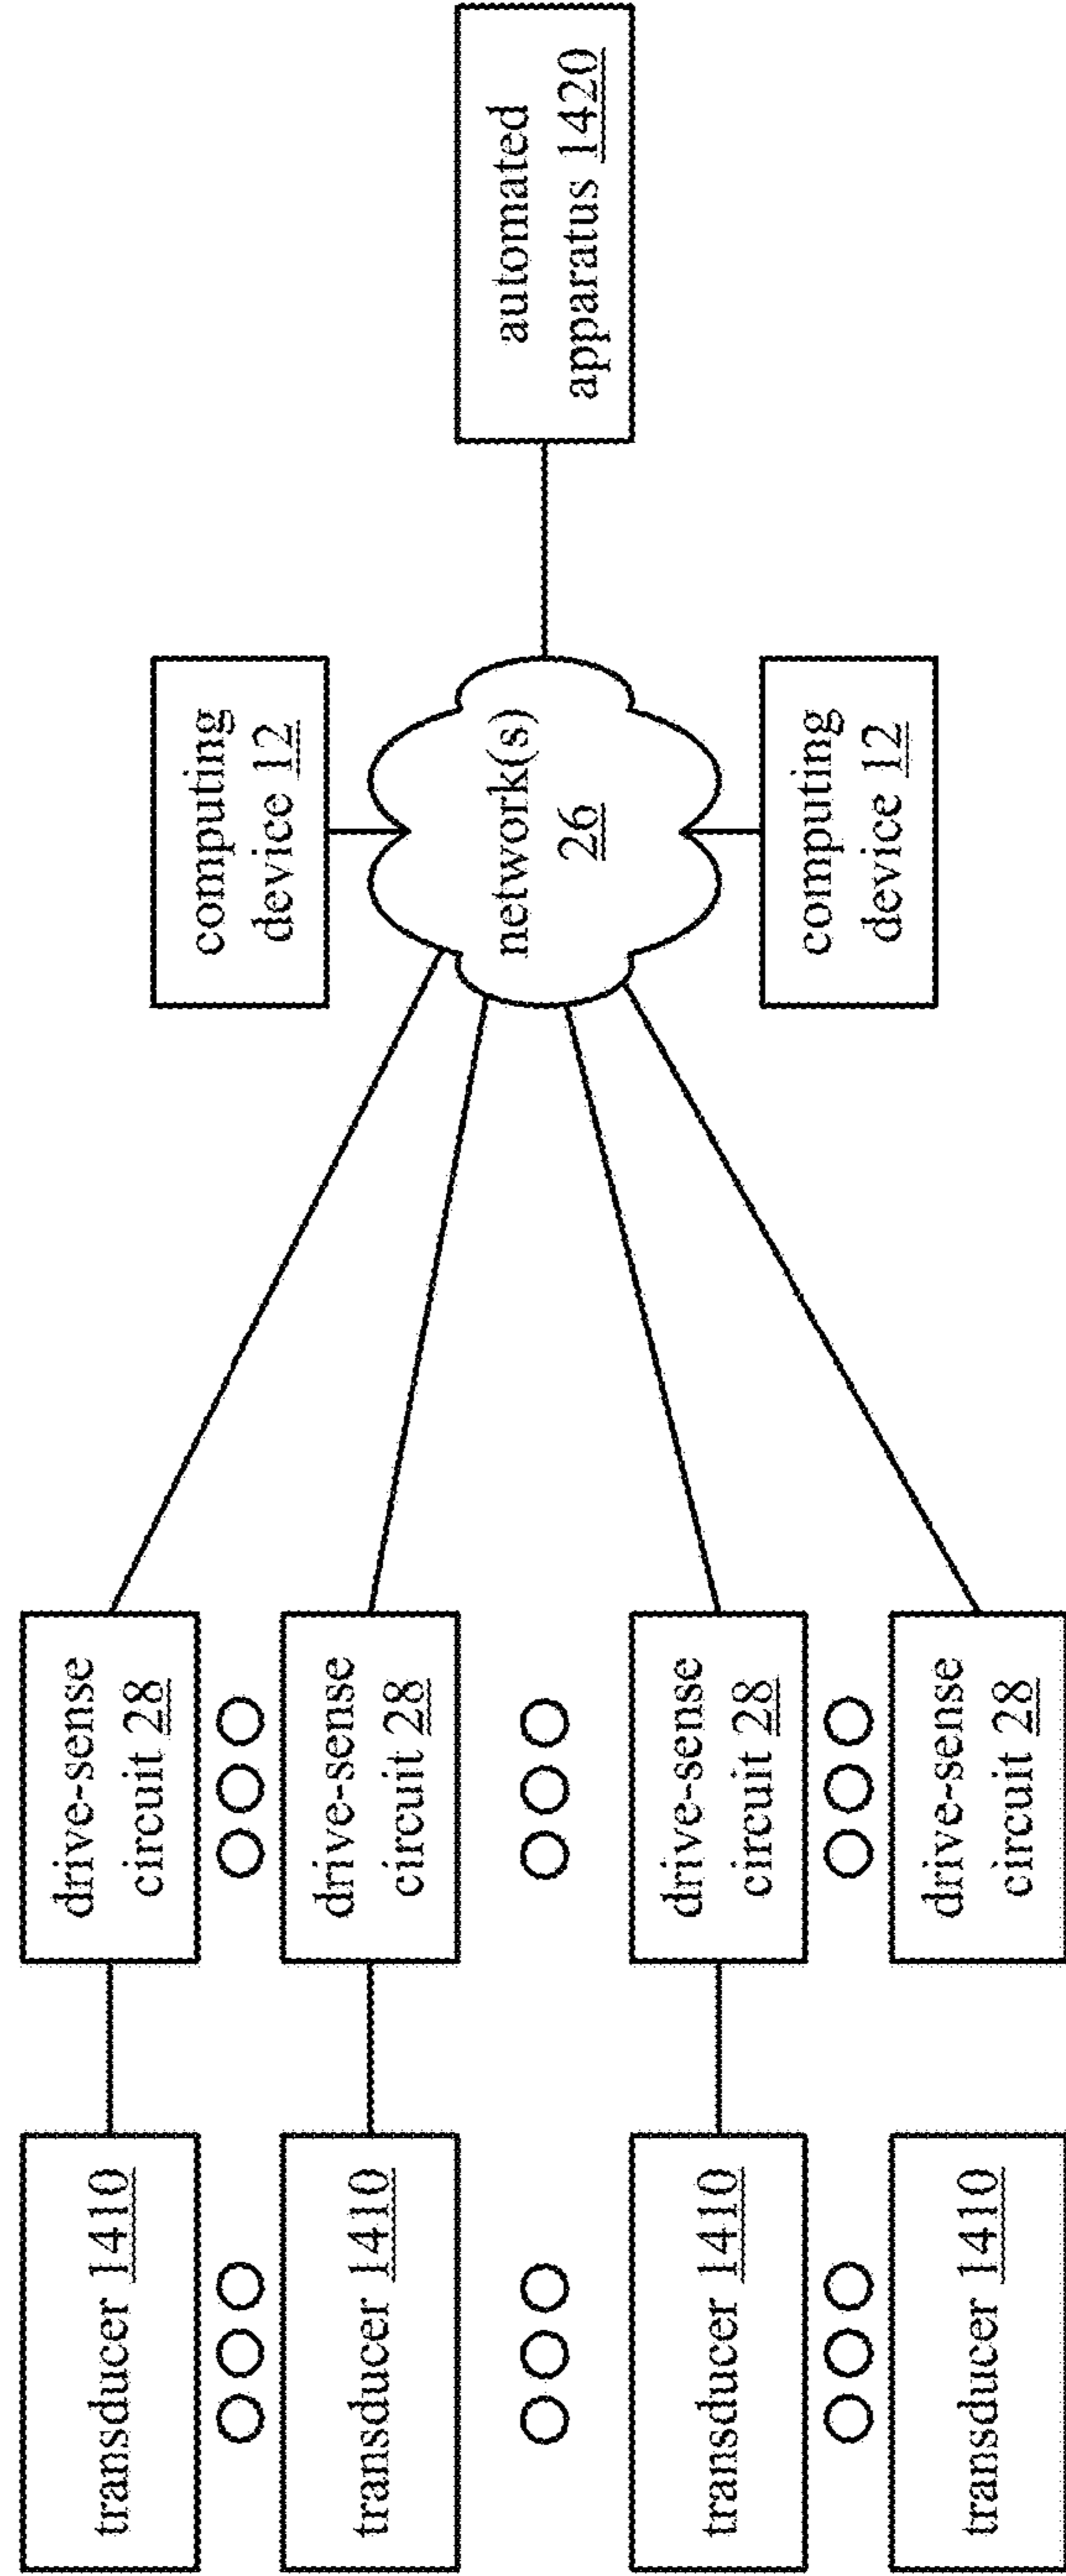 transducer 1410
drive-sense
circuit 28
transducer 1410
drive-sense
circuit 28
transducer 1410
drive-sense
circuit 28
transducer 1410
drive-sense
circuit 28
computing
device 12
network(s)
26
computing
device 12
automated
apparatus 1420